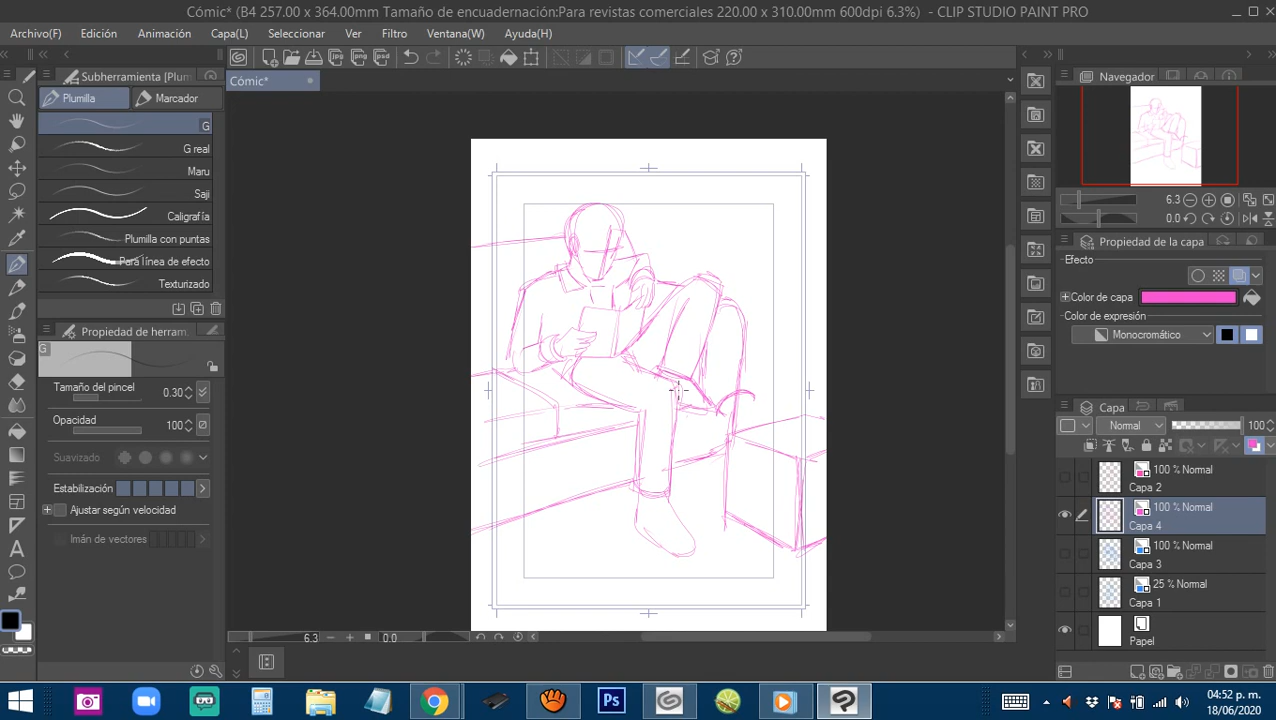 Cómic* (B4 257.00 x 364.00mm Tamaño de encuadernación:Para revistas comerciales 220.00 x 310.00mm 600dpi 6.3%) - CLIP STUDIO PAINT PRO
Archivo(F) Edición Animación Capa(L) Seleccionar Ver Filtro Ventana(W) Ayuda(H)
Subherramienta (Plum
Cómic*
Navegador
Plumilla Marcador
G
G real
Maru
Saji
Caligrafía
Plumilla con puntas
Para línea de efecto
Texturizado
6.3
0.0
Propiedad de la capa
Efecto
Color de capa
Color de expresión
Monocromático
Propiedad de herram
G
Tamaño del pincel 0.30
Opacidad 100
Suavizado
Estabilización
Ajustar según velocidad
Imán de vectores
Capa
Normal 100
100 % Normal
Capa 2
100 % Normal
Capa 4
100 % Normal
Capa 3
25 % Normal
Capa 1
Papel
6.3 0.0
Ps
04:52 p. m.
18/06/2020